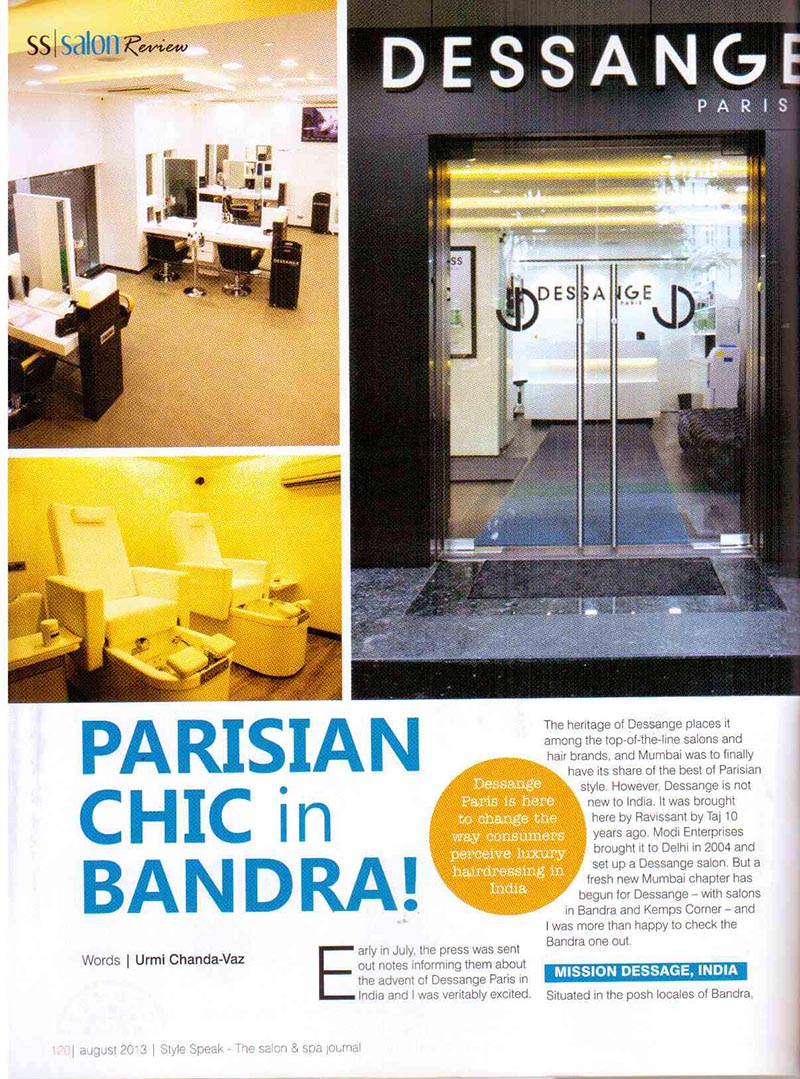 ss|salon Review
DESSANGE
PARIS
DESSANGE
DESSANGE
PARIS
PARISIAN
CHIC in
BANDRA!
Words | Urmi Chanda-Vaz
Dessange
Paris is here
to change the
way consumers
perceive luxury
hairdressing in
India
Early in July, the press was sent
out notes informing them about
the advent of Dessange Paris in
India and I was veritably excited.
The heritage of Dessange places it
among the top-of-the-line salons and
hair brands, and Mumbai was to finally
have its share of the best of Parisian
style. However, Dessange is not
new to India. It was brought
here by Ravissant by Taj 10
years ago. Modi Enterprises
brought it to Delhi in 2004 and
set up a Dessange salon. But a
fresh new Mumbai chapter has
begun for Dessange – with salons
in Bandra and Kemps Corner – and
I was more than happy to check the
Bandra one out.
MISSION DESSAGE, INDIA
Situated in the posh locales of Bandra,
120| august 2013 | Style Speak - The salon & spa journal